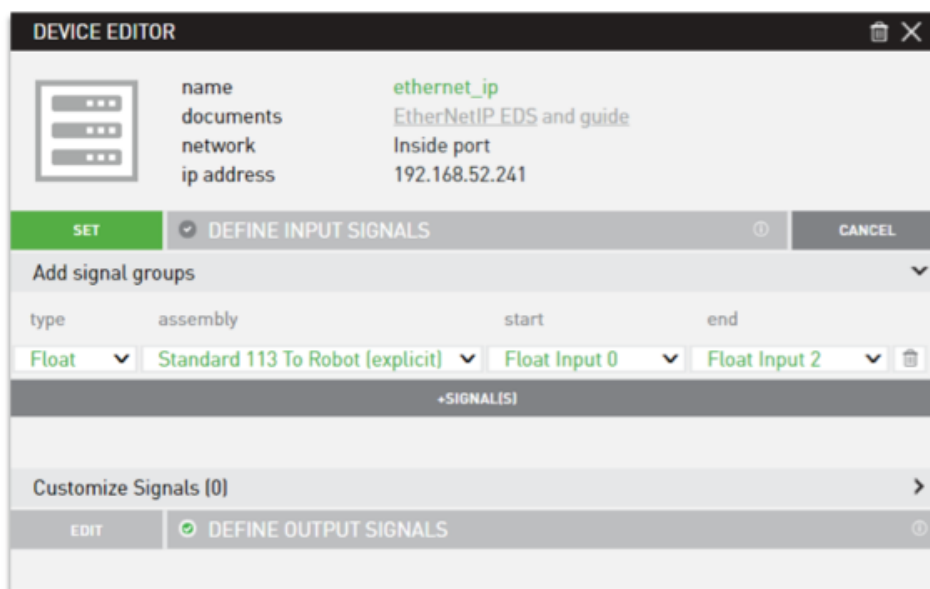 DEVICE EDITOR
name ethernet_ip
documents EtherNetIP EDS and guide
network Inside port
ip address 192.168.52.241
SET DEFINE INPUT SIGNALS CANCEL
Add signal groups
type assembly start end
Float Standard 113 To Robot (explicit) Float Input 0 Float Input 2
+SIGNAL(S)
Customize Signals (0)
EDIT DEFINE OUTPUT SIGNALS